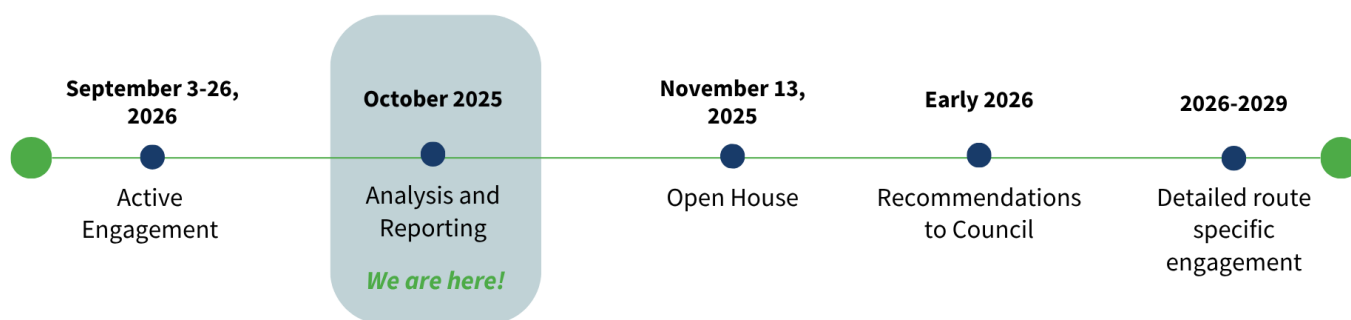 September 3-26,
2026
Active
Engagement
October 2025
Analysis and
Reporting
We are here!
November 13,
2025
Open House
Early 2026
Recommendations
to Council
2026-2029
Detailed route
specific
engagement